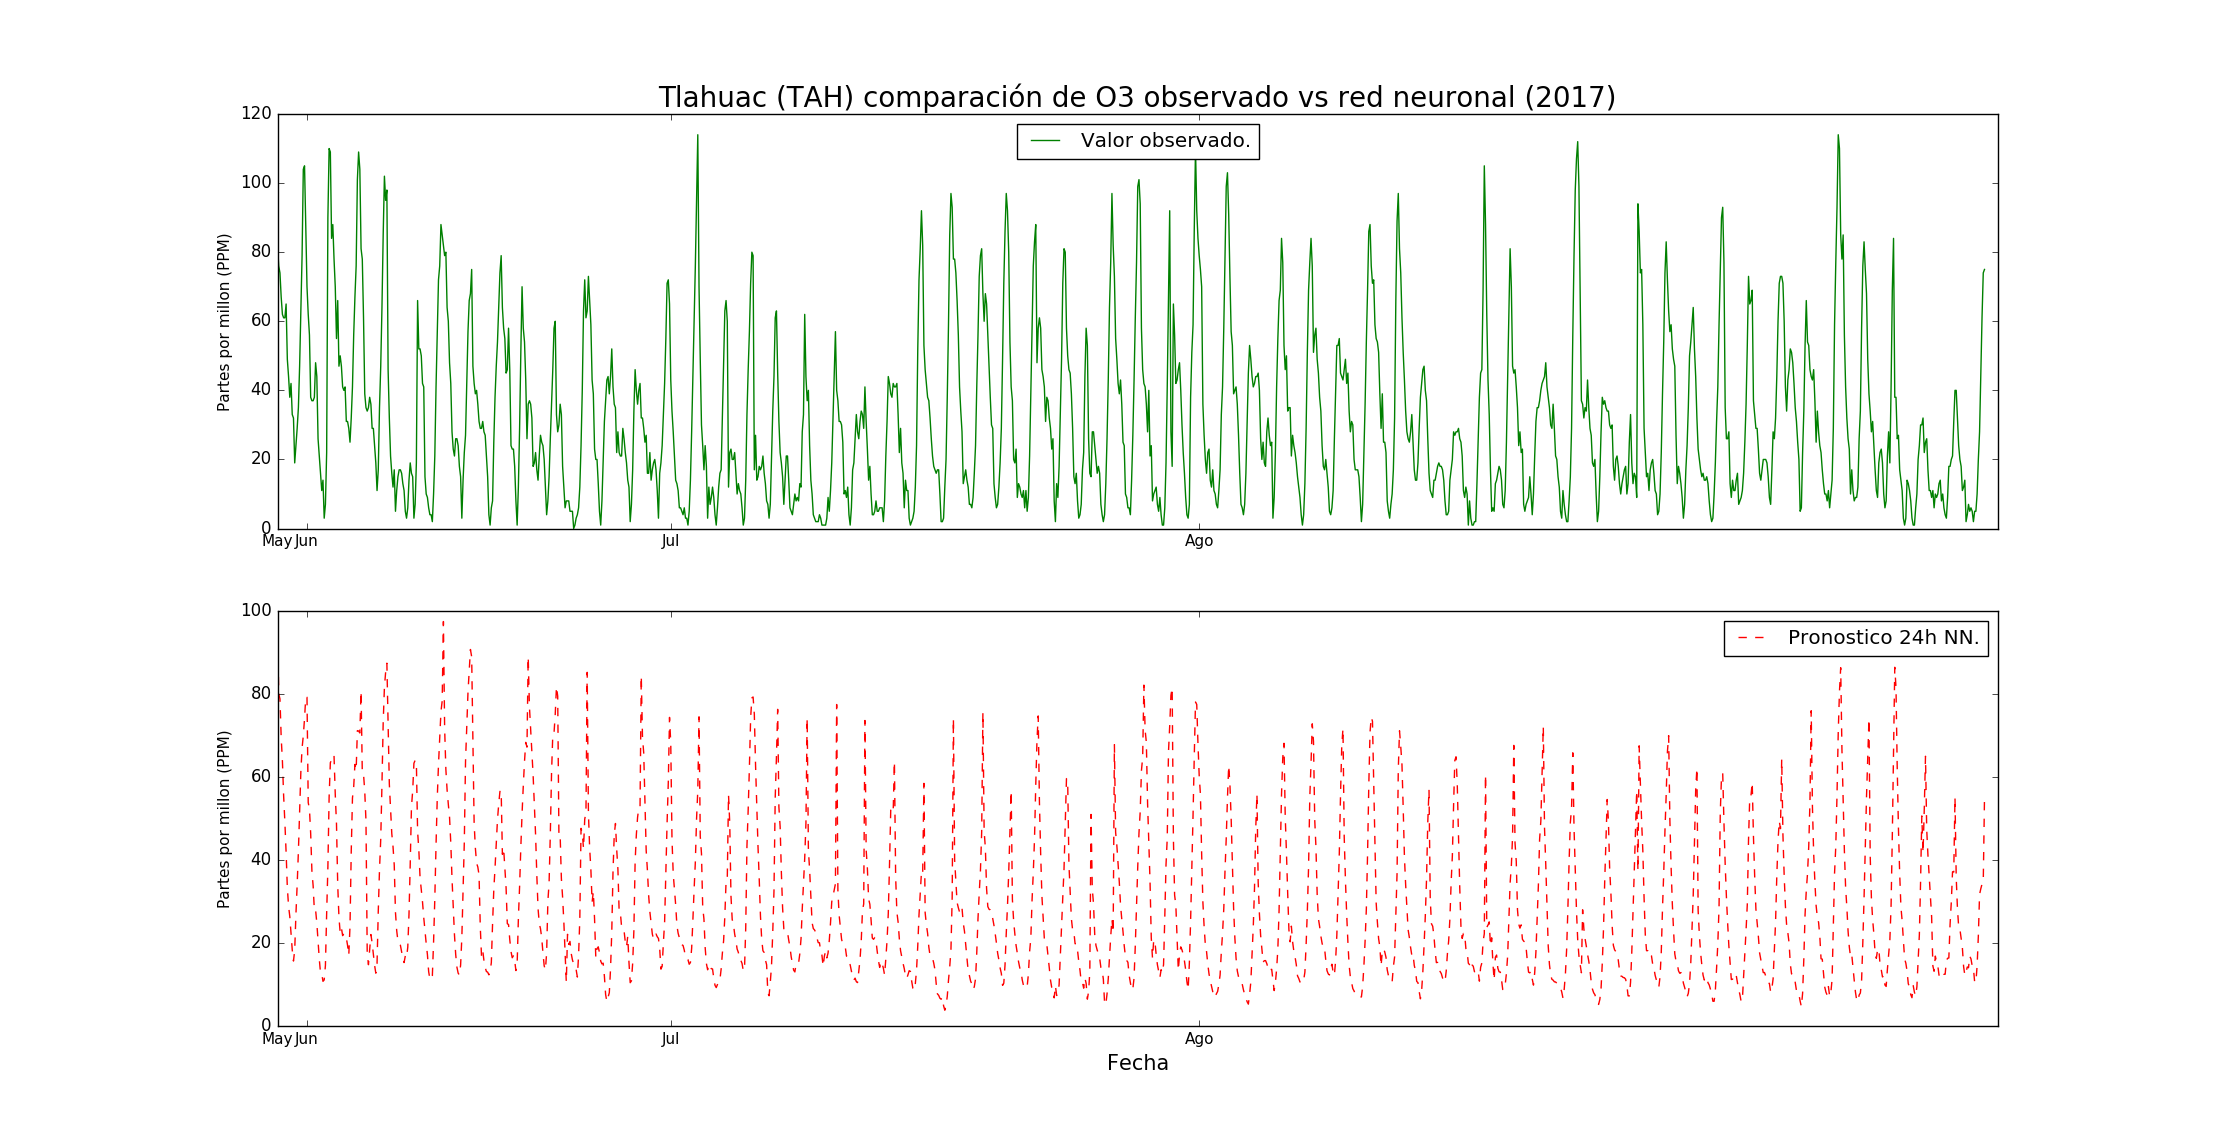 Tlahuac (TAH) comparación de O3 observado vs red neuronal (2017)
120
100
80
60
40
20
0
Partes por millon (PPM)
Valor observado.
May Jun Jul Ago
100
80
60
40
20
0
Partes por millon (PPM)
Pronostico 24h NN.
May Jun Jul Ago
Fecha